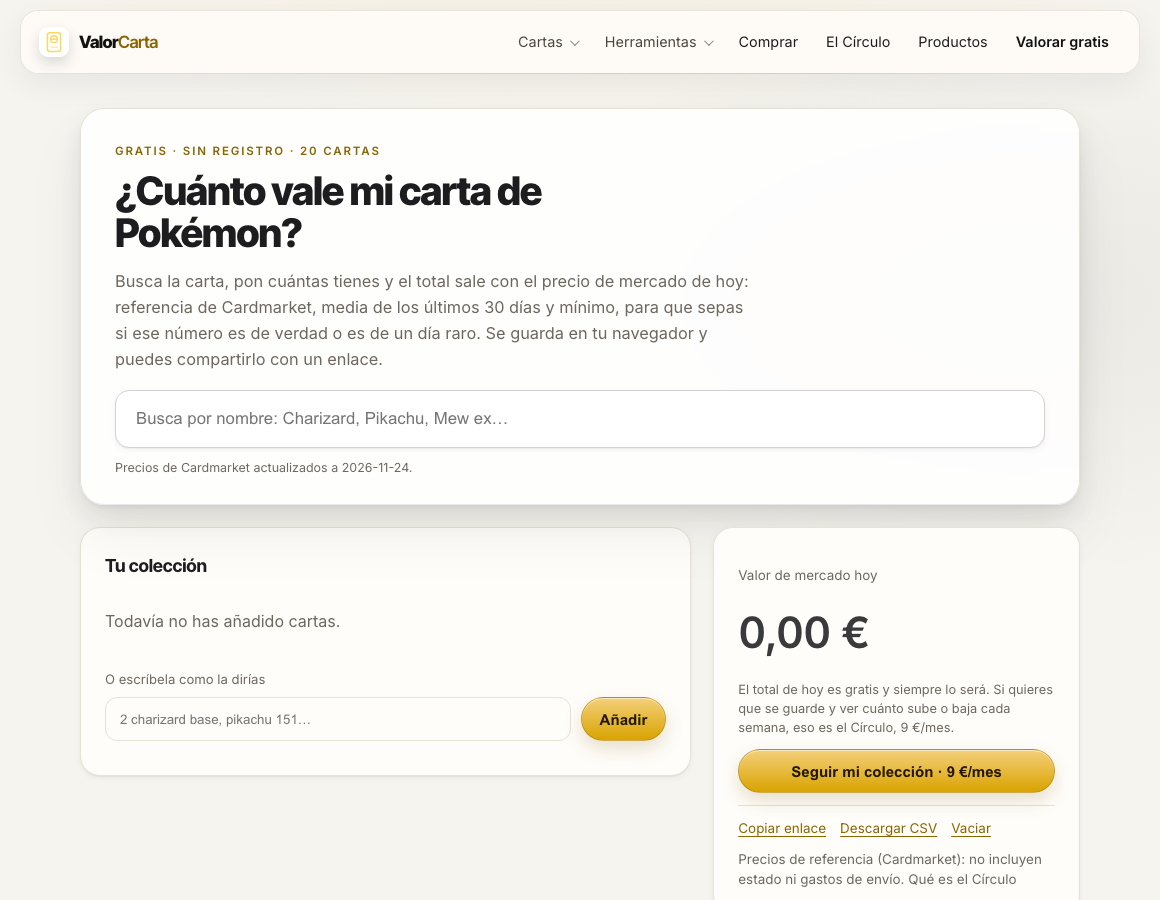 ValorCarta
Cartas
Herramientas
Comprar
El Círculo
Productos
Valorar gratis
GRATIS · SIN REGISTRO · 20 CARTAS
¿Cuánto vale mi carta de
Pokémon?
Busca la carta, pon cuántas tienes y el total sale con el precio de mercado de hoy:
referencia de Cardmarket, media de los últimos 30 días y mínimo, para que sepas
si ese número es de verdad o es de un día raro. Se guarda en tu navegador y
puedes compartirlo con un enlace.
Busca por nombre: Charizard, Pikachu, Mew ex…
Precios de Cardmarket actualizados a 2026-11-24.
Tu colección
Todavía no has añadido cartas.
O escríbela como la dirías
2 charizard base, pikachu 151…
Añadir
Valor de mercado hoy
0,00 €
El total de hoy es gratis y siempre lo será. Si quieres
que se guarde y ver cuánto sube o baja cada
semana, eso es el Círculo, 9 €/mes.
Seguir mi colección · 9 €/mes
Copiar enlace
Descargar CSV
Vaciar
Precios de referencia (Cardmarket): no incluyen
estado ni gastos de envío. Qué es el Círculo